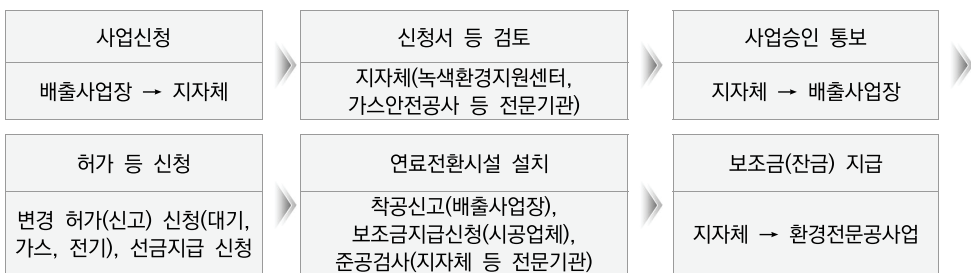 사업신청
배출사업장 → 지자체
신청서 등 검토
지자체(녹색환경지원센터,
가스안전공사 등 전문기관)
사업승인 통보
지자체 → 배출사업장
허가 등 신청
변경 허가(신고) 신청(대기,
가스, 전기), 선금지급 신청
연료전환시설 설치
착공신고(배출사업장),
보조금지급신청(시공업체),
준공검사(지자체 등 전문기관)
보조금(잔금) 지급
지자체 → 환경전문공사업